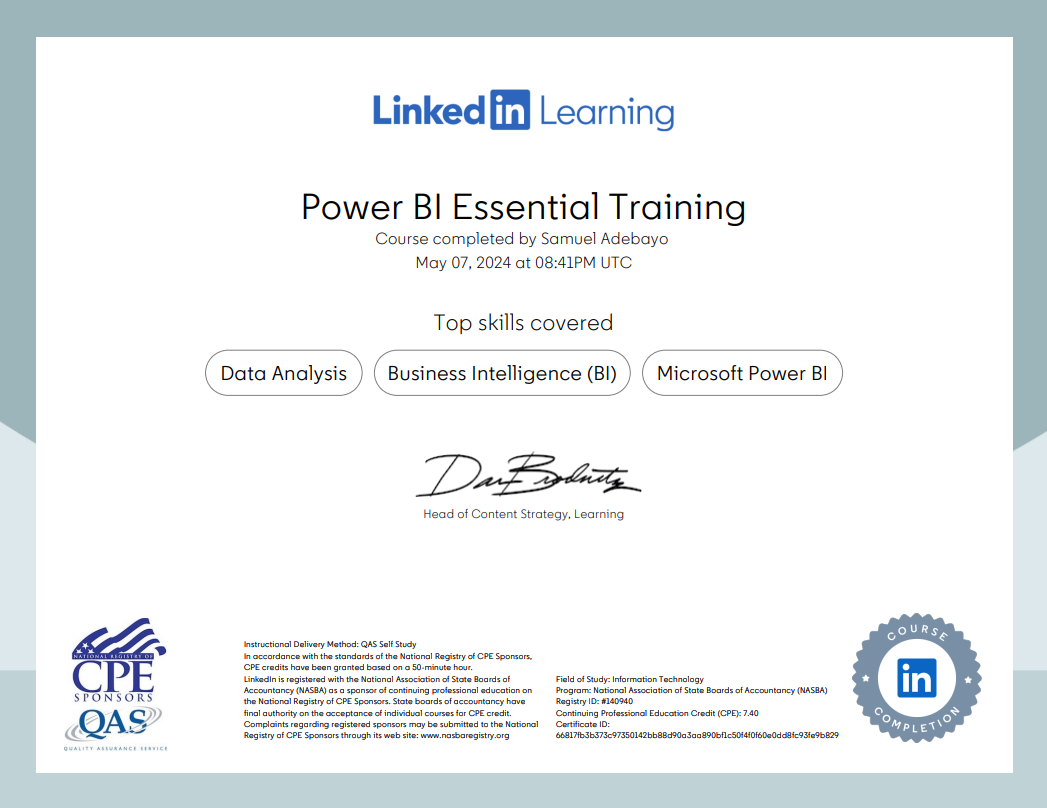 Linked in Learning
Power BI Essential Training
Course completed by Samuel Adebayo
May 07, 2024 at 08:41PM UTC
Top skills covered
Data Analysis
Business Intelligence (BI)
Microsoft Power BI
Dan Brodnitz
Head of Content Strategy, Learning
NATIONAL REGISTRY OF
CPE
SPONSORS
QAS
QUALITY ASSURANCE SERVICE
Instructional Delivery Method: QAS Self Study
In accordance with the standards of the National Registry of CPE Sponsors,
CPE credits have been granted based on a 50-minute hour.
LinkedIn is registered with the National Association of State Boards of
Accountancy (NASBA) as a sponsor of continuing professional education on
the National Registry of CPE Sponsors. State boards of accountancy have
final authority on the acceptance of individual courses for CPE credit.
Complaints regarding registered sponsors may be submitted to the National
Registry of CPE Sponsors through its web site: www.nasbaregistry.org
Field of Study: Information Technology
Program: National Association of State Boards of Accountancy (NASBA)
Registry ID: #140940
Continuing Professional Education Credit (CPE): 7.40
Certificate ID:
66817fb3b373c97350142bb88d90a3aa890bf1c50f4f0f60e0dd8fc93fe9b829
COURSE
in
COMPLETION